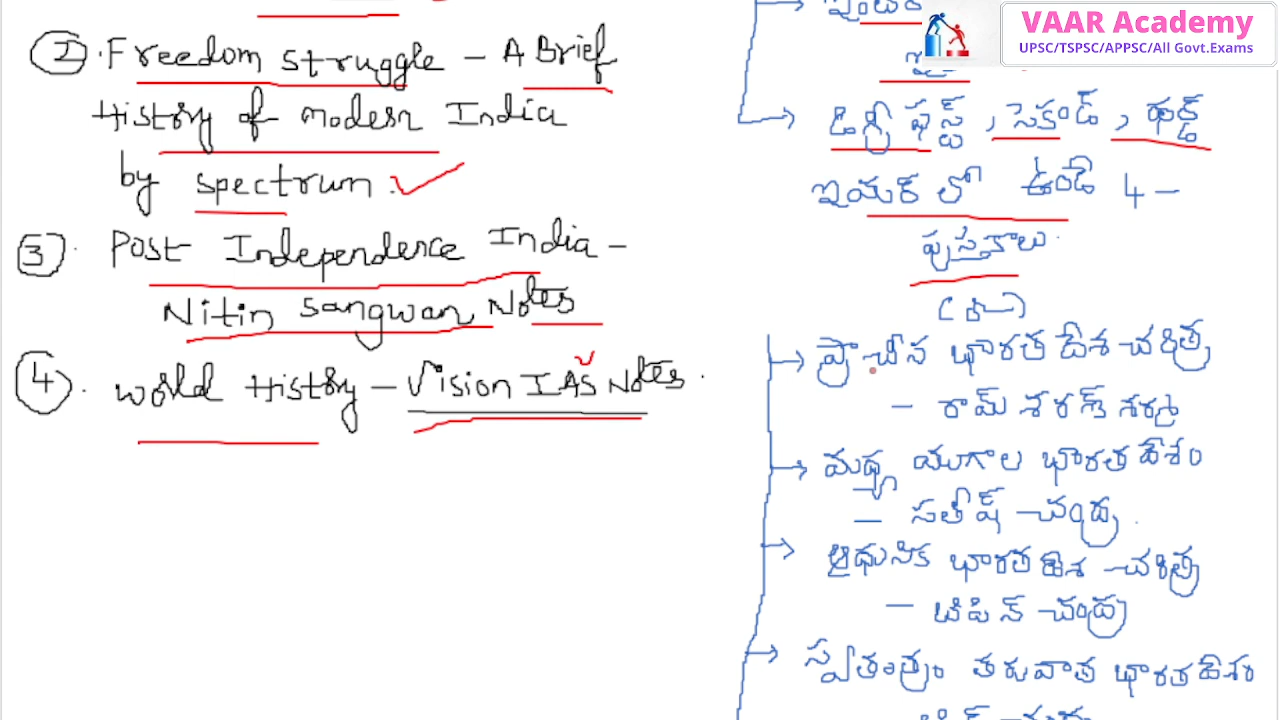 ② . Freedom struggle – A Brief
History of modern India
by spectrum .
③ . Post Independence India –
Nitin Sangwan Notes
④ . World History – Vision IAS Notes .
VAAR Academy
UPSC/TSPSC/APPSC/All Govt.Exams
→ డిగ్రీ ఫస్ట్ , సెకండ్ , థర్డ్
ఇయర్ లో ఉండే 4 –
పుస్తకాలు
(లేదా)
→ ప్రాచీన భారత దేశ చరిత్ర
– రామ్ శరణ్ శర్మ
→ మధ్య యుగాల భారత దేశం
– సతీష్ చంద్ర
→ ఆధునిక భారత దేశ చరిత్ర
– బిపిన్ చంద్ర
→ స్వతంత్ర్యం తరువాత భారత దేశం